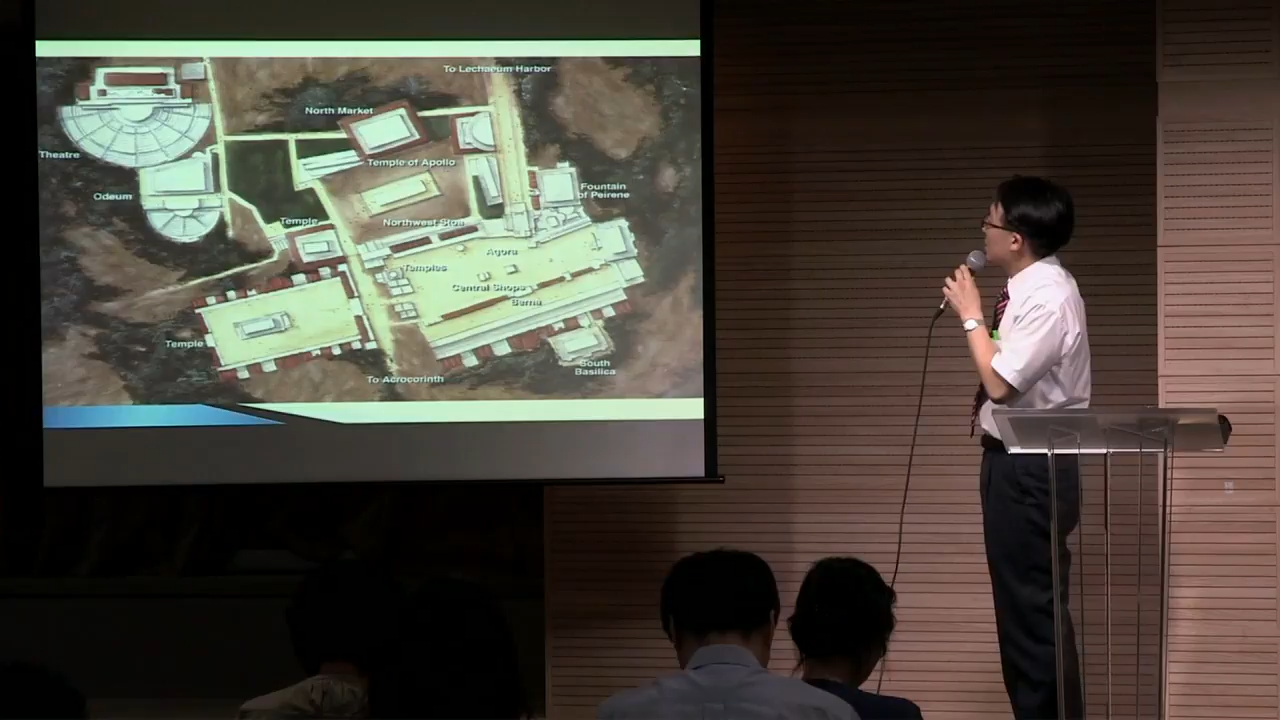 To Lechaeum Harbor
North Market
Theatre
Temple of Apollo
Odeum
Fountain
of Peirene
Temple
Northwest Stoa
Agora
Temples
Central Shops
Bema
Temple
South
Basilica
To Acrocorinth